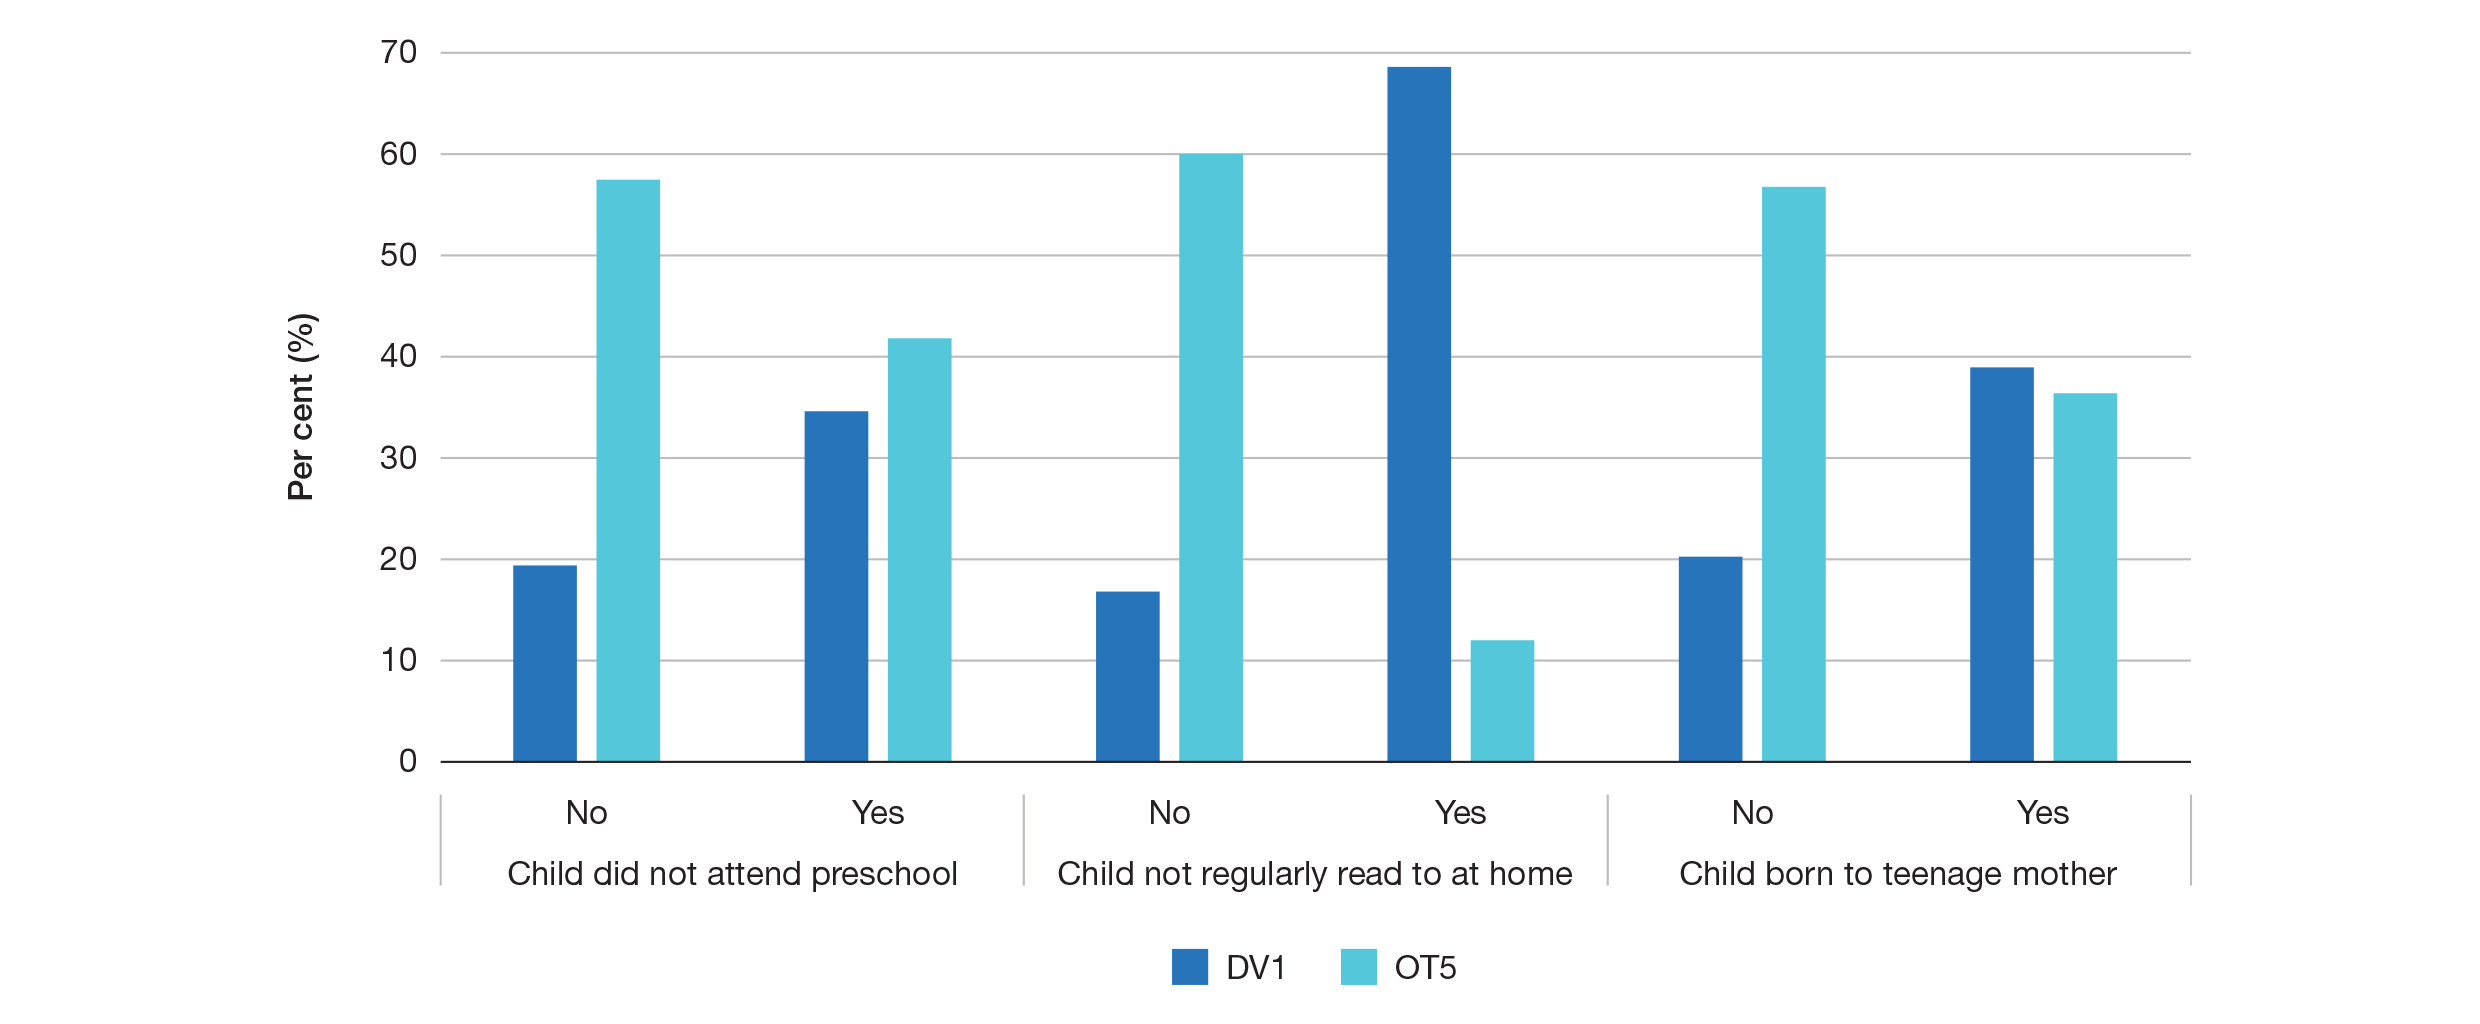 70
60
50
40
30
20
10
0
Per cent (%)
No Yes No Yes No Yes
Child did not attend preschool Child not regularly read to at home Child born to teenage mother
DV1 OT5